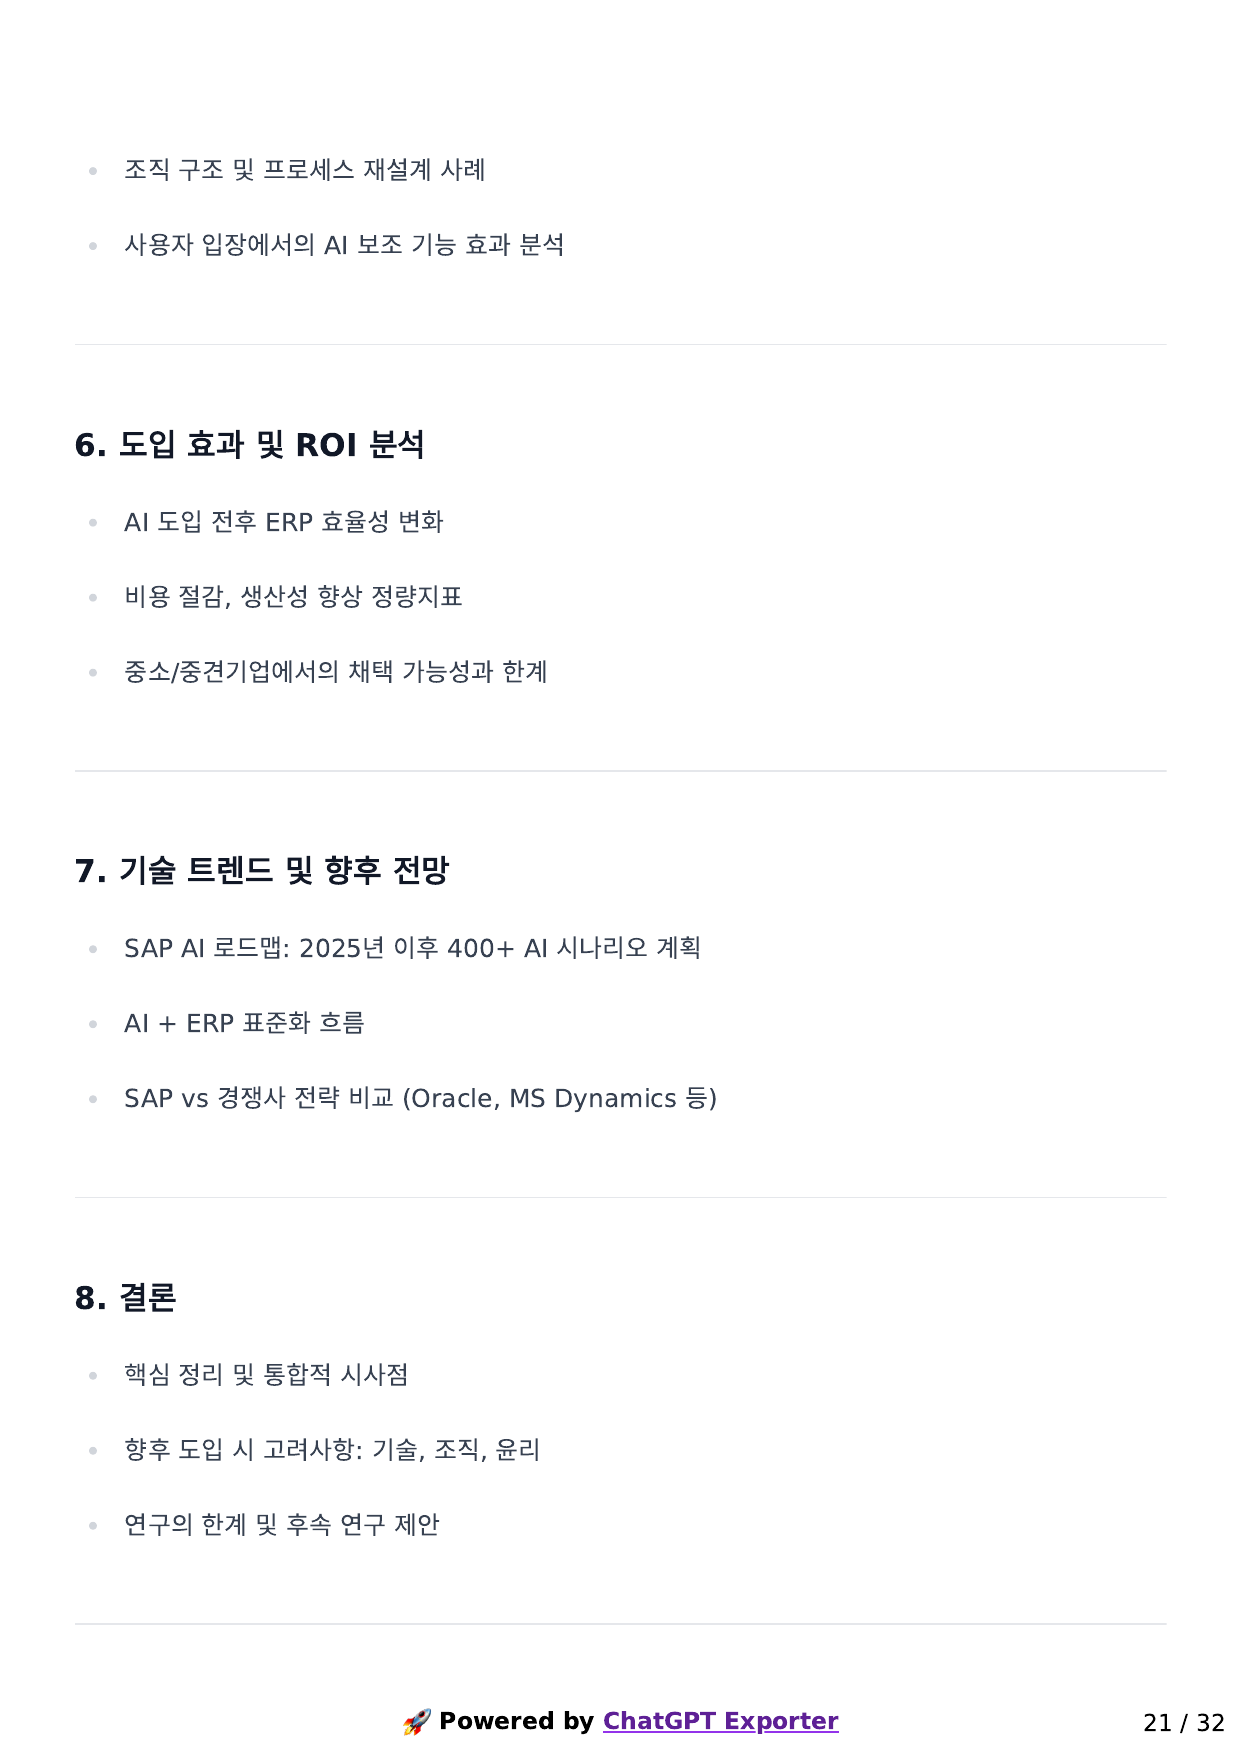 • 조직 구조 및 프로세스 재설계 사례
• 사용자 입장에서의 AI 보조 기능 효과 분석
6. 도입 효과 및 ROI 분석
• AI 도입 전후 ERP 효율성 변화
• 비용 절감, 생산성 향상 정량지표
• 중소/중견기업에서의 채택 가능성과 한계
7. 기술 트렌드 및 향후 전망
• SAP AI 로드맵: 2025년 이후 400+ AI 시나리오 계획
• AI + ERP 표준화 흐름
• SAP vs 경쟁사 전략 비교 (Oracle, MS Dynamics 등)
8. 결론
• 핵심 정리 및 통합적 시사점
• 향후 도입 시 고려사항: 기술, 조직, 윤리
• 연구의 한계 및 후속 연구 제안
🚀 Powered by ChatGPT Exporter
21 / 32